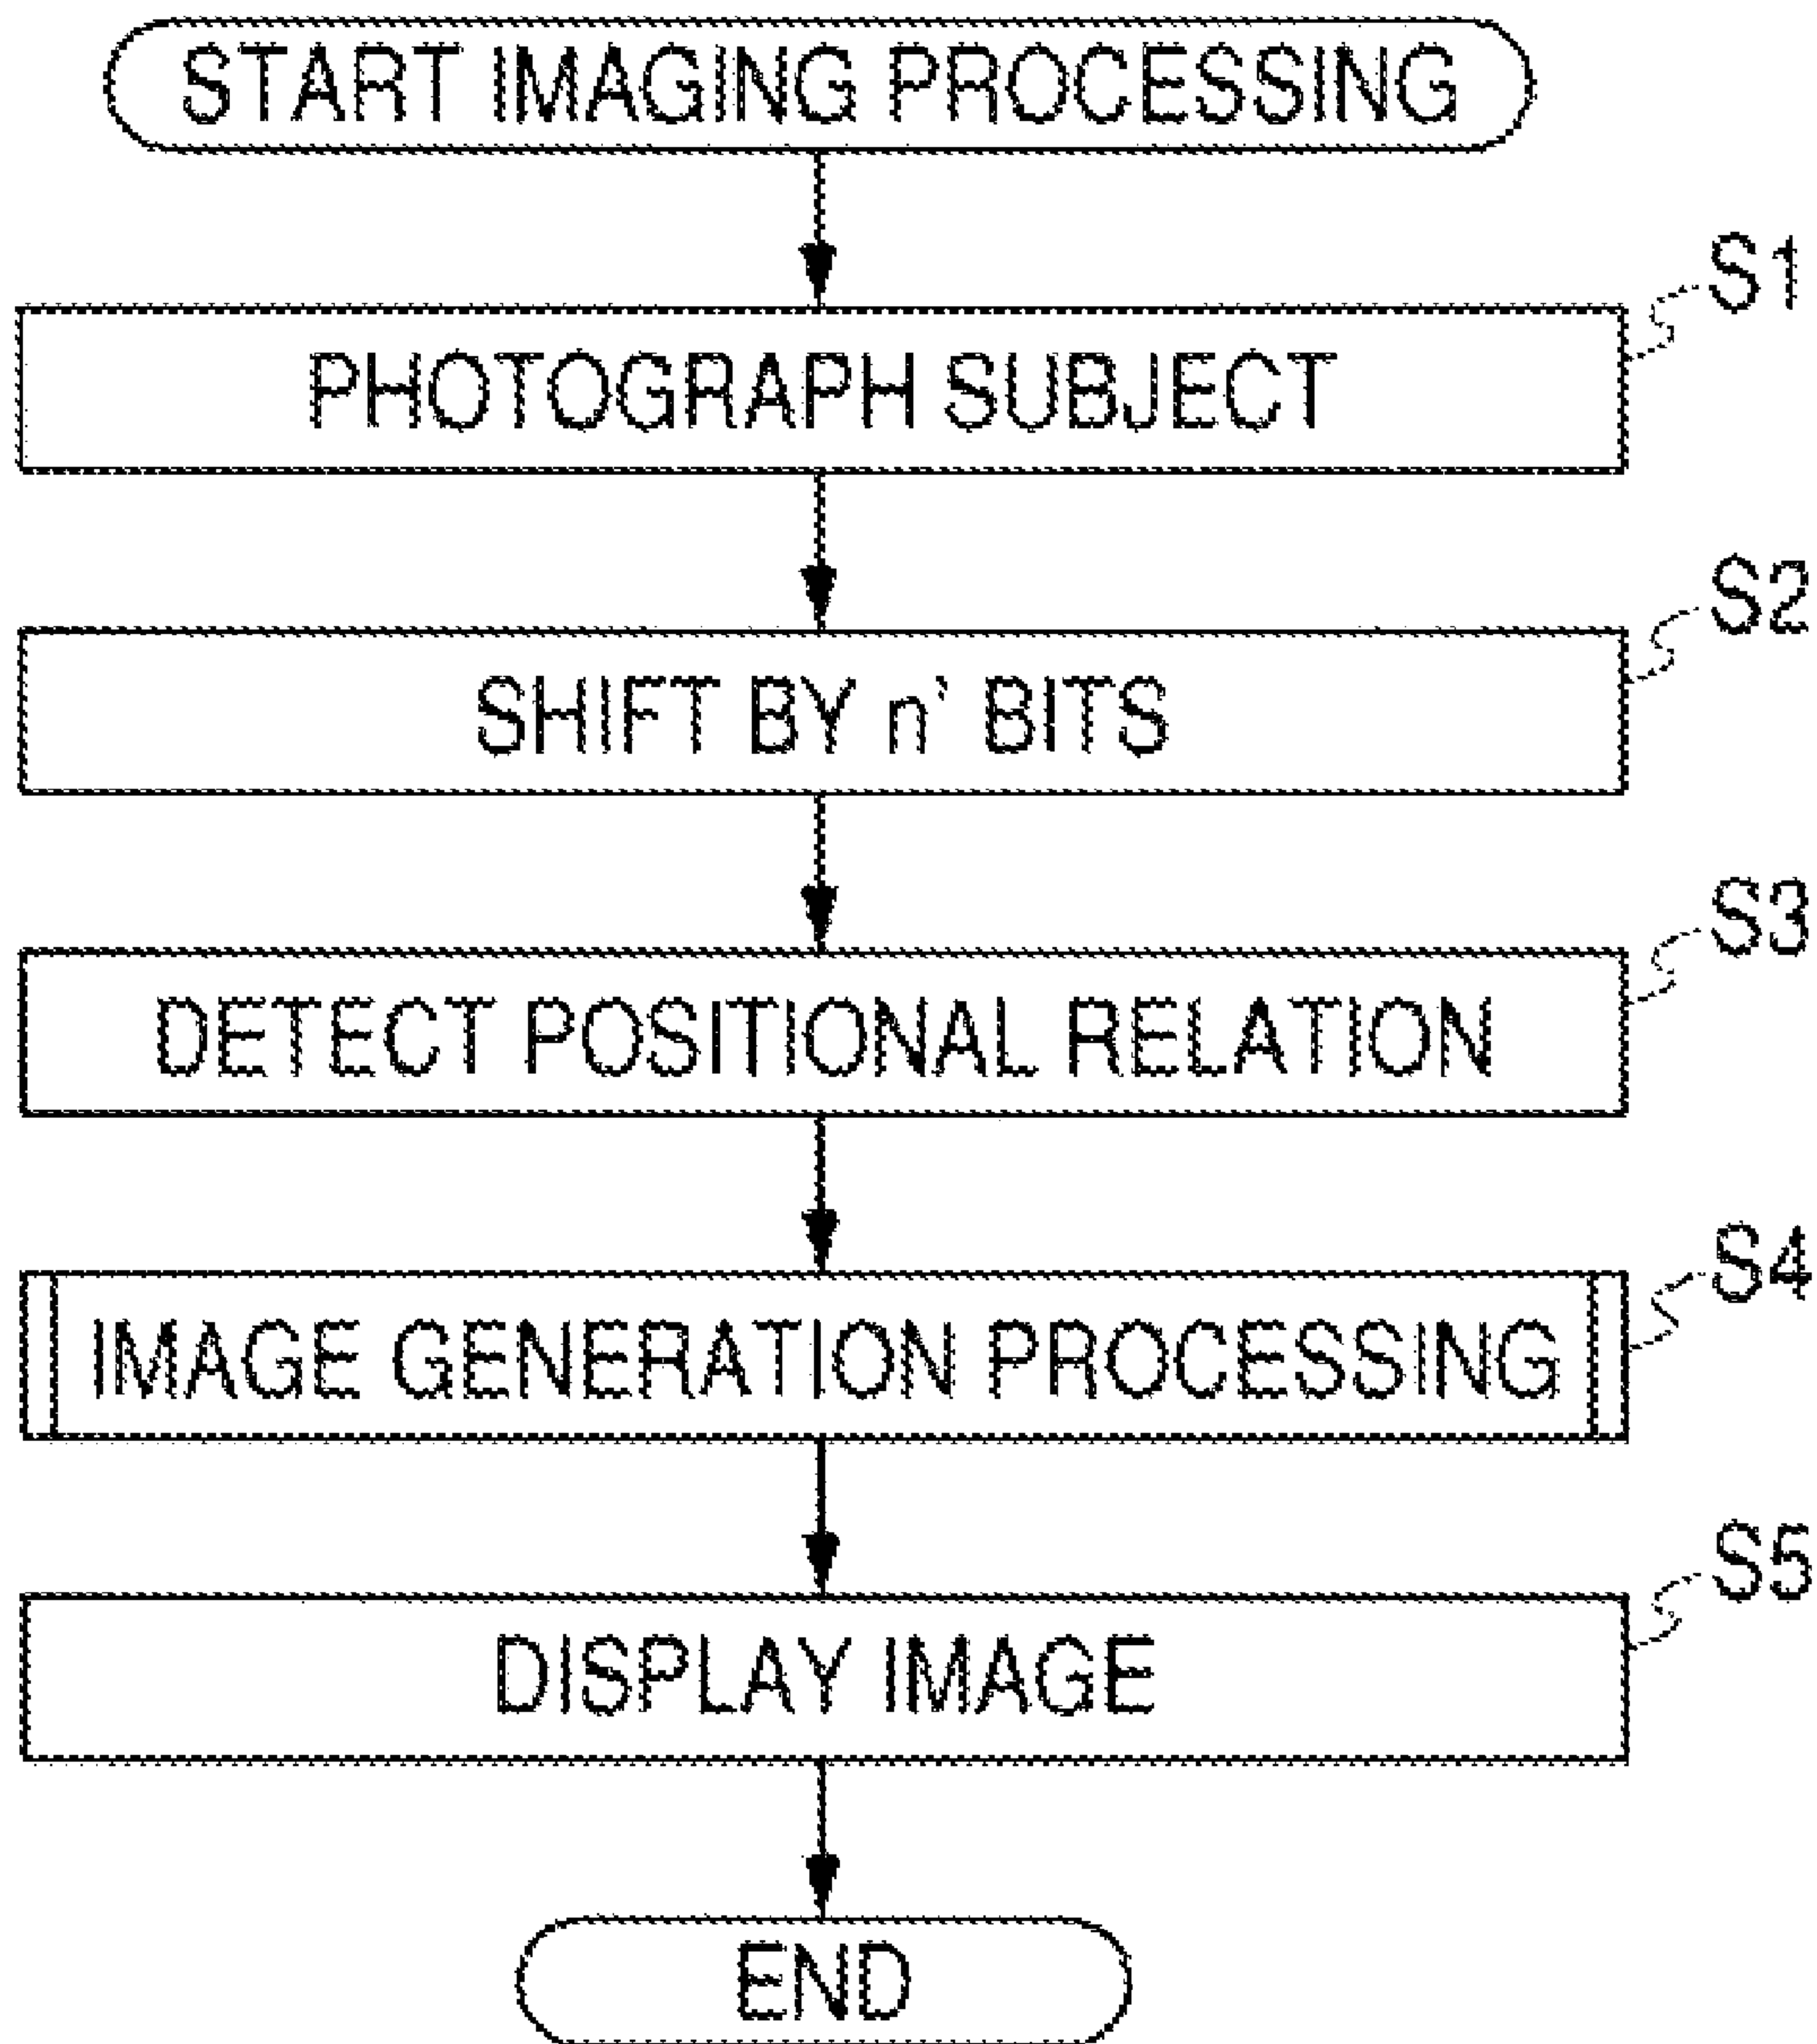 START IMAGING PROCESSING
S1
PHOTOGRAPH SUBJECT
S2
SHIFT BY n' BITS
S3
DETECT POSITIONAL RELATION
S4
IMAGE GENERATION PROCESSING
S5
DISPLAY IMAGE
END